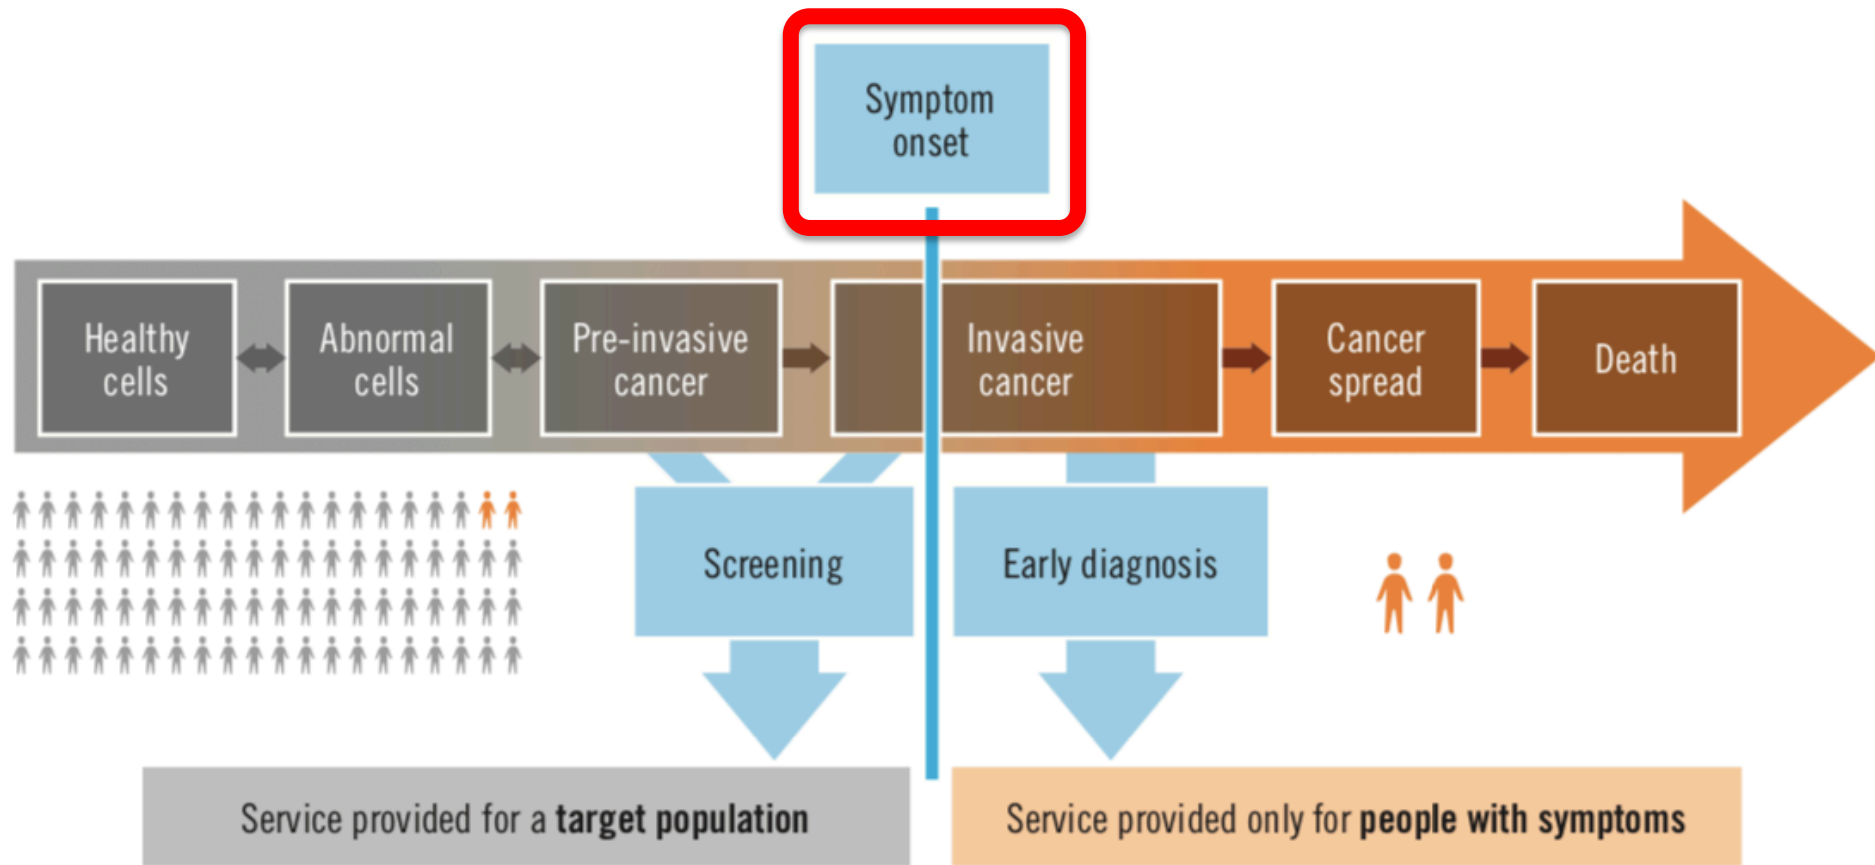 Symptom
onset
Healthy
cells
Abnormal
cells
Pre-invasive
cancer
Invasive
cancer
Cancer
spread
Death
Screening
Early diagnosis
Service provided for a target population
Service provided only for people with symptoms